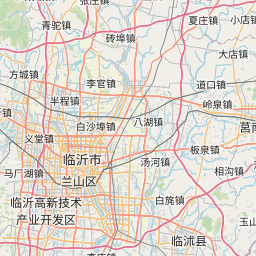 张庄镇
夏庄镇
青驼镇
小店镇
砖埠镇
大店镇
方城镇
李官镇
道口镇
半程镇
岭泉镇
义堂镇
白沙埠镇
八湖镇
莒南
临沂市
汤河镇
板泉镇
马厂湖镇
兰山区
相沟镇
临沂高新技术
产业开发区
白旄镇
玉山
临沭县